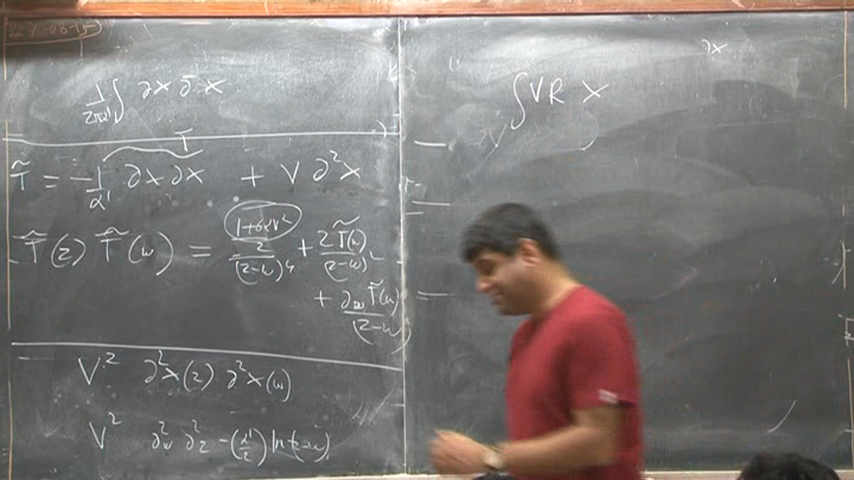 1/2πα' ∫ ∂X ∂̄ X
T
T̃ = -1/α' ∂X ∂X + V ∂²X
T̃(z) T̃(w) = (1+6α'V²)/2/(z-w)⁴ + 2T̃(w)/(z-w)²
+ ∂_w T̃(w)/(z-w)
V² ∂²X(z) ∂²X(w)
V² ∂²_w ∂²_z -(α'/2) ln(z-w)
∫ V R X
∂X